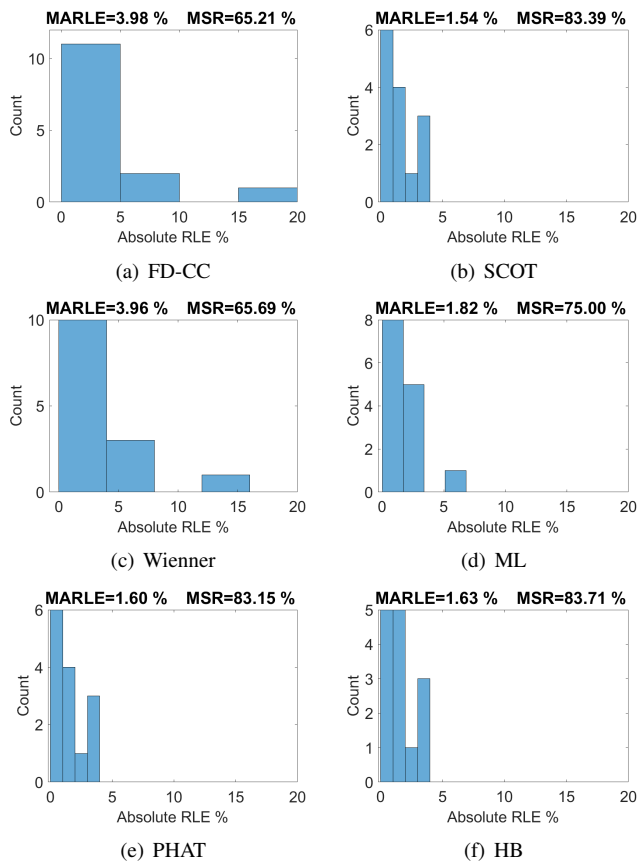 MARLE=3.98 % MSR=65.21 %
10
5
0
Count
0 5 10 15 20
Absolute RLE %
(a) FD-CC
MARLE=1.54 % MSR=83.39 %
6
4
2
0
Count
0 5 10 15 20
Absolute RLE %
(b) SCOT
MARLE=3.96 % MSR=65.69 %
10
5
0
Count
0 5 10 15 20
Absolute RLE %
(c) Wienner
MARLE=1.82 % MSR=75.00 %
8
6
4
2
0
Count
0 5 10 15 20
Absolute RLE %
(d) ML
MARLE=1.60 % MSR=83.15 %
6
4
2
0
Count
0 5 10 15 20
Absolute RLE %
(e) PHAT
MARLE=1.63 % MSR=83.71 %
5
4
3
2
1
0
Count
0 5 10 15 20
Absolute RLE %
(f) HB